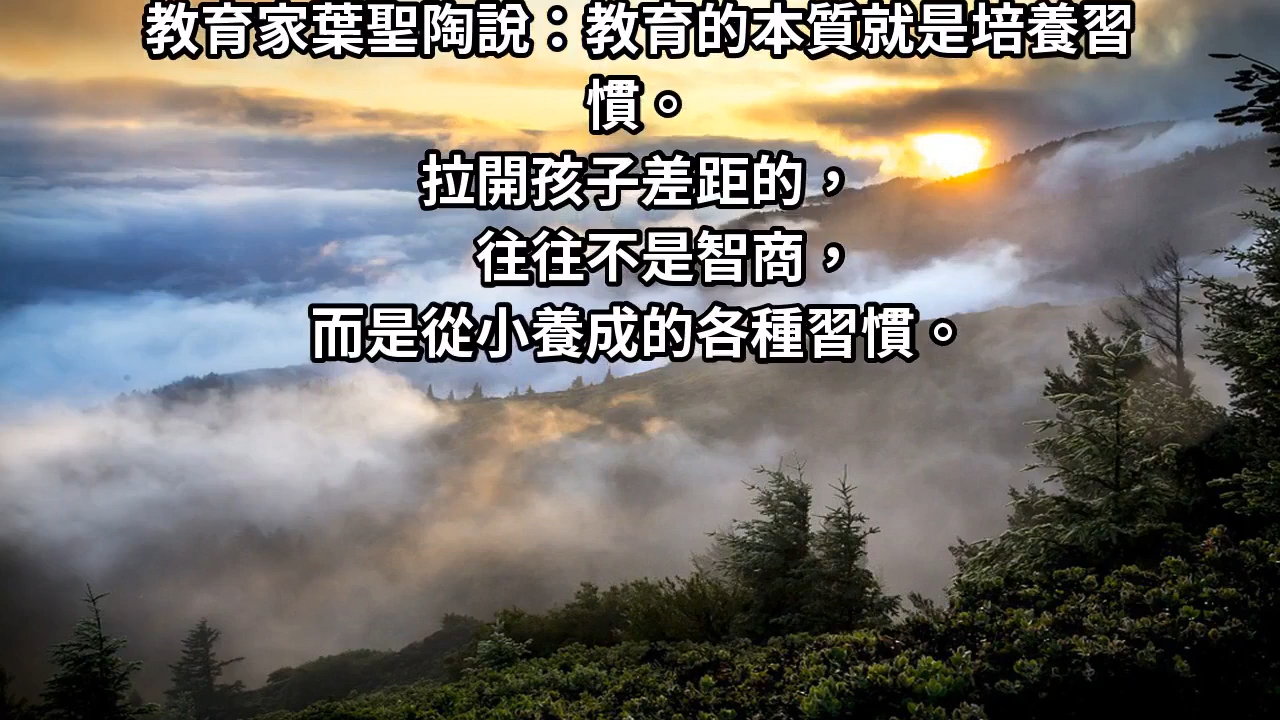 教育家葉聖陶說：教育的本質就是培養習
慣。
拉開孩子差距的，
往往不是智商，
而是從小養成的各種習慣。